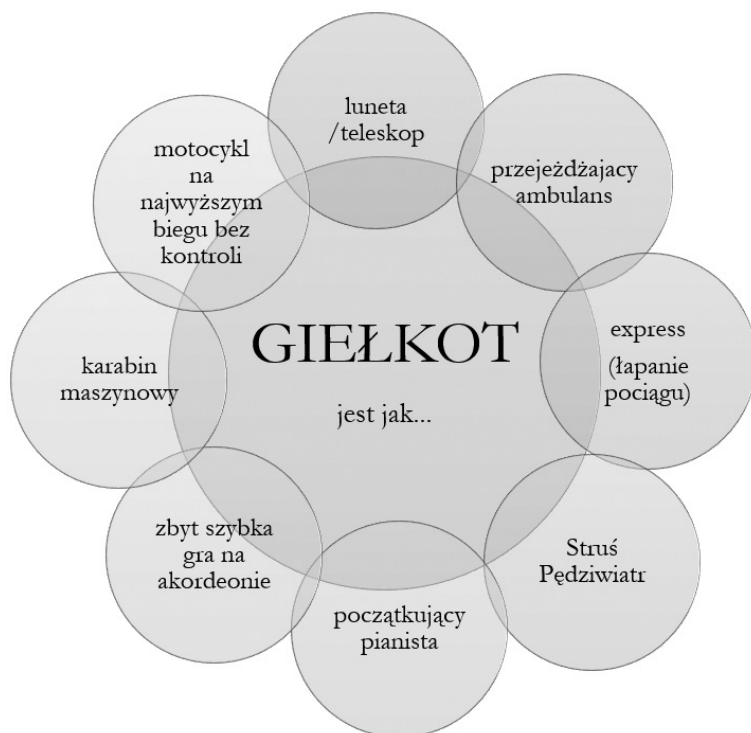 luneta
/teleskop
przejeżdżajacy
ambulans
express
(łapanie
pociągu)
Struś
Pędziwiatr
początkujący
pianista
zbyt szybka
gra na
akordeonie
karabin
maszynowy
motocykl
na
najwyższym
biegu bez
kontroli
GIEŁKOT
jest jak...